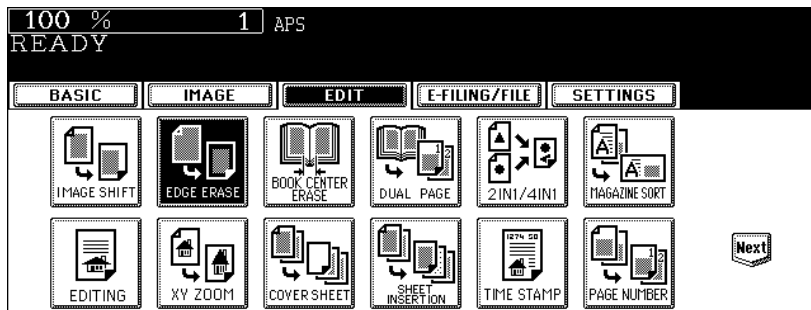 100 % 1 APS
READY
BASIC IMAGE EDIT E-FILING/FILE SETTINGS
IMAGE SHIFT EDGE ERASE BOOK CENTER ERASE DUAL PAGE 2IN1/4IN1 MAGAZINE SORT
Next
EDITING XY ZOOM COVER SHEET SHEET INSERTION TIME STAMP PAGE NUMBER